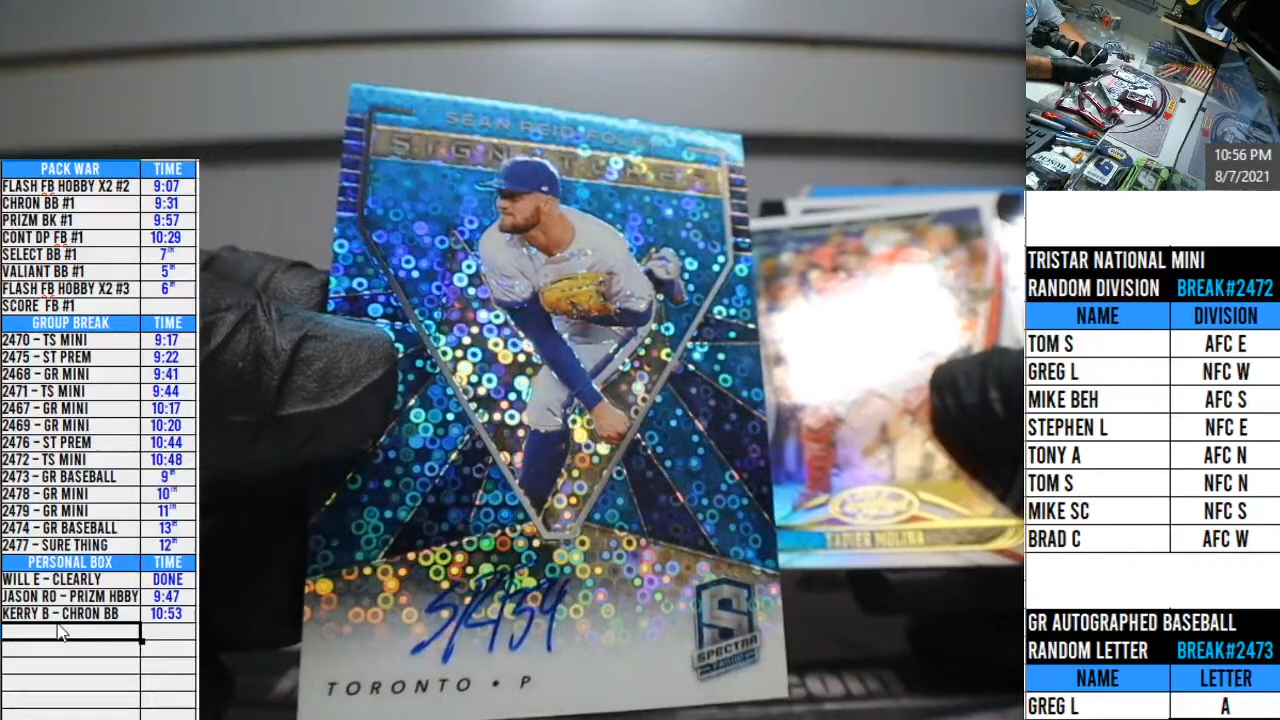 PACK WAR TIME
FLASH FB HOBBY X2 #2 9:07
CHRON BB #1 9:31
PRIZM BK #1 9:57
CONT DP FB #1 10:29
SELECT BB #1 7TH
VALIANT BB #1 5TH
FLASH FB HOBBY X2 #3 6TH
SCORE FB #1
GROUP BREAK TIME
2470 – TS MINI 9:17
2475 – ST PREM 9:22
2468 – GR MINI 9:41
2471 – TS MINI 9:44
2467 – GR MINI 10:17
2469 – GR MINI 10:20
2476 – ST PREM 10:44
2472 – TS MINI 10:48
2473 – GR BASEBALL 9TH
2478 – GR MINI 10TH
2479 – GR MINI 11TH
2474 – GR BASEBALL 13TH
2477 – SURE THING 12TH
PERSONAL BOX TIME
WILL E – CLEARLY DONE
JASON RO – PRIZM HBBY 9:47
KERRY B – CHRON BB 10:53
SEAN REID-FOLEY
SIGNATURES
SPECTRA
PANINI
TORONTO • P
YADIER MOLINA
BUSCH
10:56 PM
8/7/2021
TRISTAR NATIONAL MINI
RANDOM DIVISION BREAK#2472
NAME DIVISION
TOM S AFC E
GREG L NFC W
MIKE BEH AFC S
STEPHEN L NFC E
TONY A AFC N
TOM S NFC N
MIKE SC NFC S
BRAD C AFC W
GR AUTOGRAPHED BASEBALL
RANDOM LETTER BREAK#2473
NAME LETTER
GREG L A